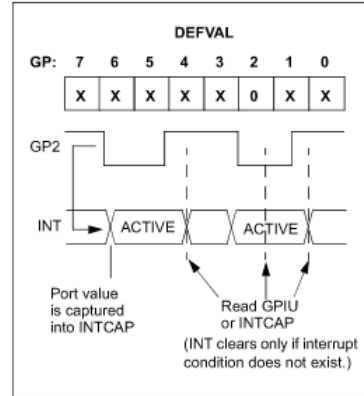 DEFVAL
GP: 7 6 5 4 3 2 1 0
X X X X X 0 X X
GP2
INT ACTIVE ACTIVE
Port value
is captured
into INTCAP
Read GPIU
or INTCAP
(INT clears only if interrupt
condition does not exist.)